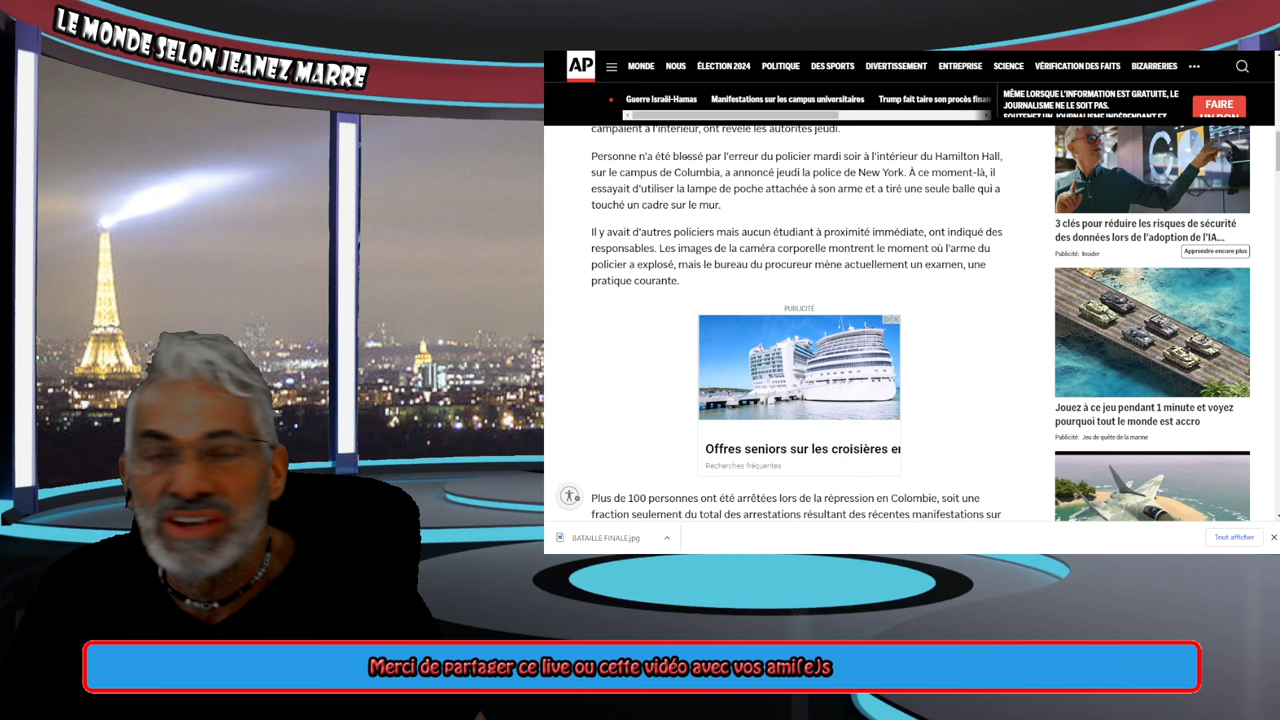 LE MONDE SELON JEANEZ MARRE
AP
MONDE NOUS ÉLECTION 2024 POLITIQUE DES SPORTS DIVERTISSEMENT ENTREPRISE SCIENCE VÉRIFICATION DES FAITS BIZARRERIES
Guerre Israël-Hamas Manifestations sur les campus universitaires Trump fait taire son procès finan
MÊME LORSQUE L'INFORMATION EST GRATUITE, LE
JOURNALISME NE LE SOIT PAS.
SOUTENEZ UN JOURNALISME INDÉPENDANT ET
FAIRE
UN DON
campaient à l'intérieur, ont révélé les autorités jeudi.
Personne n'a été blessé par l'erreur du policier mardi soir à l'intérieur du Hamilton Hall,
sur le campus de Columbia, a annoncé jeudi la police de New York. À ce moment-là, il
essayait d'utiliser la lampe de poche attachée à son arme et a tiré une seule balle qui a
touché un cadre sur le mur.
Il y avait d'autres policiers mais aucun étudiant à proximité immédiate, ont indiqué des
responsables. Les images de la caméra corporelle montrent le moment où l'arme du
policier a explosé, mais le bureau du procureur mène actuellement un examen, une
pratique courante.
PUBLICITÉ
Offres seniors sur les croisières en
Recherches fréquentes
Plus de 100 personnes ont été arrêtées lors de la répression en Colombie, soit une
fraction seulement du total des arrestations résultant des récentes manifestations sur
3 clés pour réduire les risques de sécurité
des données lors de l'adoption de l'IA...
Publicité: Insider
Apprendre encore plus
Jouez à ce jeu pendant 1 minute et voyez
pourquoi tout le monde est accro
Publicité: Jeu de quête de la marine
BATAILLE FINALE.jpg
Tout afficher
Merci de partager ce live ou cette vidéo avec vos ami(e)s